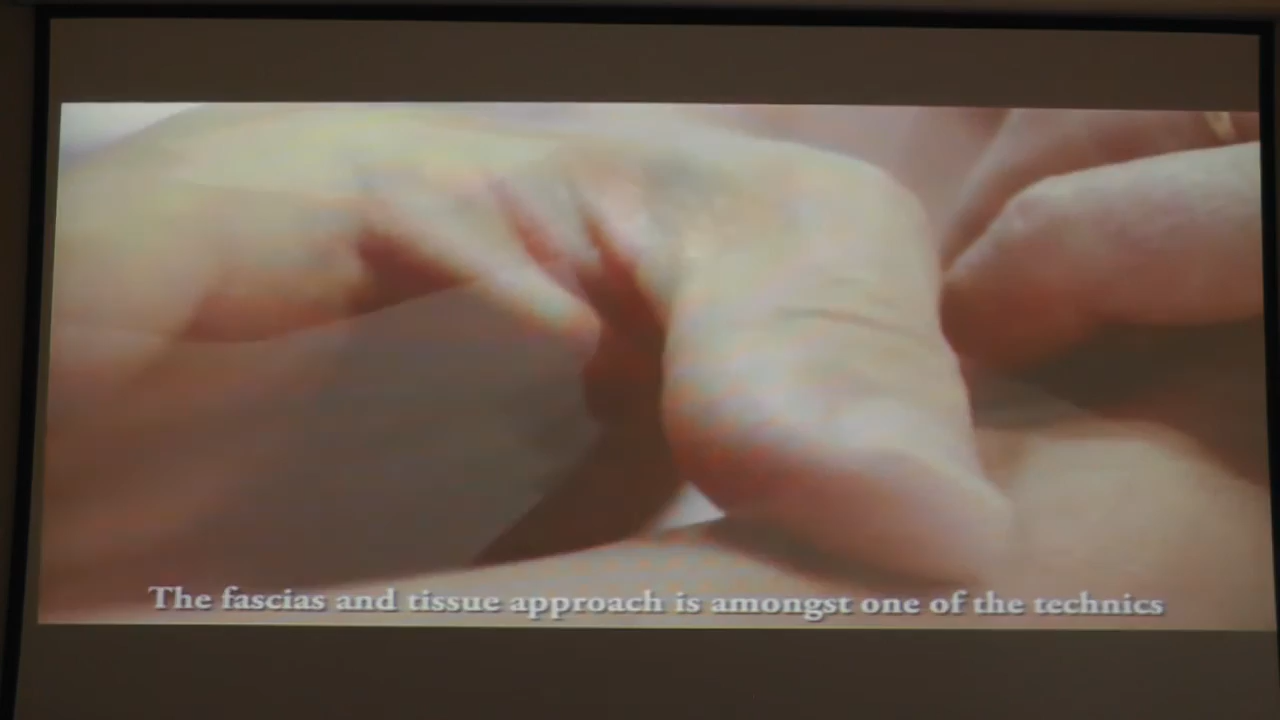 The fascias and tissue approach is amongst one of the technics